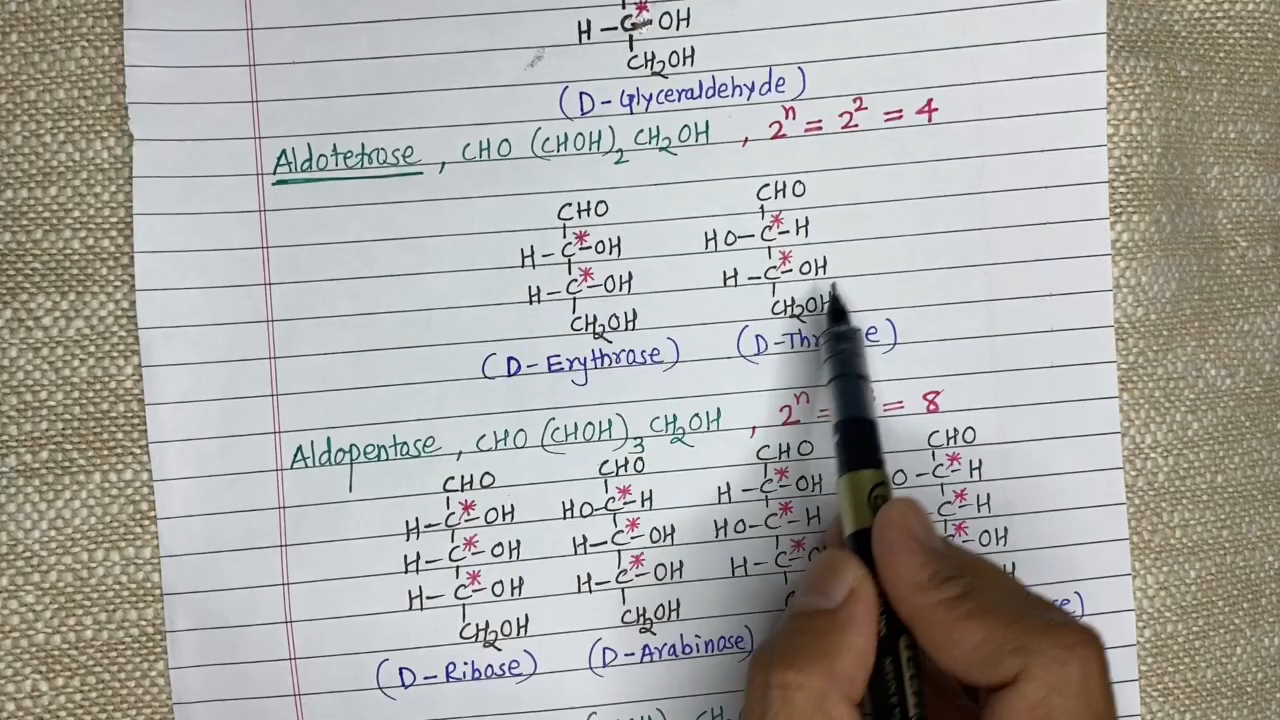 H – C* – OH
CH2OH
(D-Glyceraldehyde)
Aldotetrose , CHO (CHOH)2 CH2OH , 2^n = 2^2 = 4
CHO CHO
H – C* – OH HO – C* – H
H – C* – OH H – C* – OH
CH2OH CH2OH
(D-Erythrose)
Aldopentose , CHO (CHOH)3 CH2OH , 2^n = = 8
CHO CHO CHO CHO
H – C* – OH HO – C* – H H – C* – OH O – C* – H
H – C* – OH H – C* – OH HO – C* – H C* – H
H – C* – OH H – C* – OH H – C* – C* – OH
CH2OH CH2OH
(D-Ribose) (D-Arabinose)